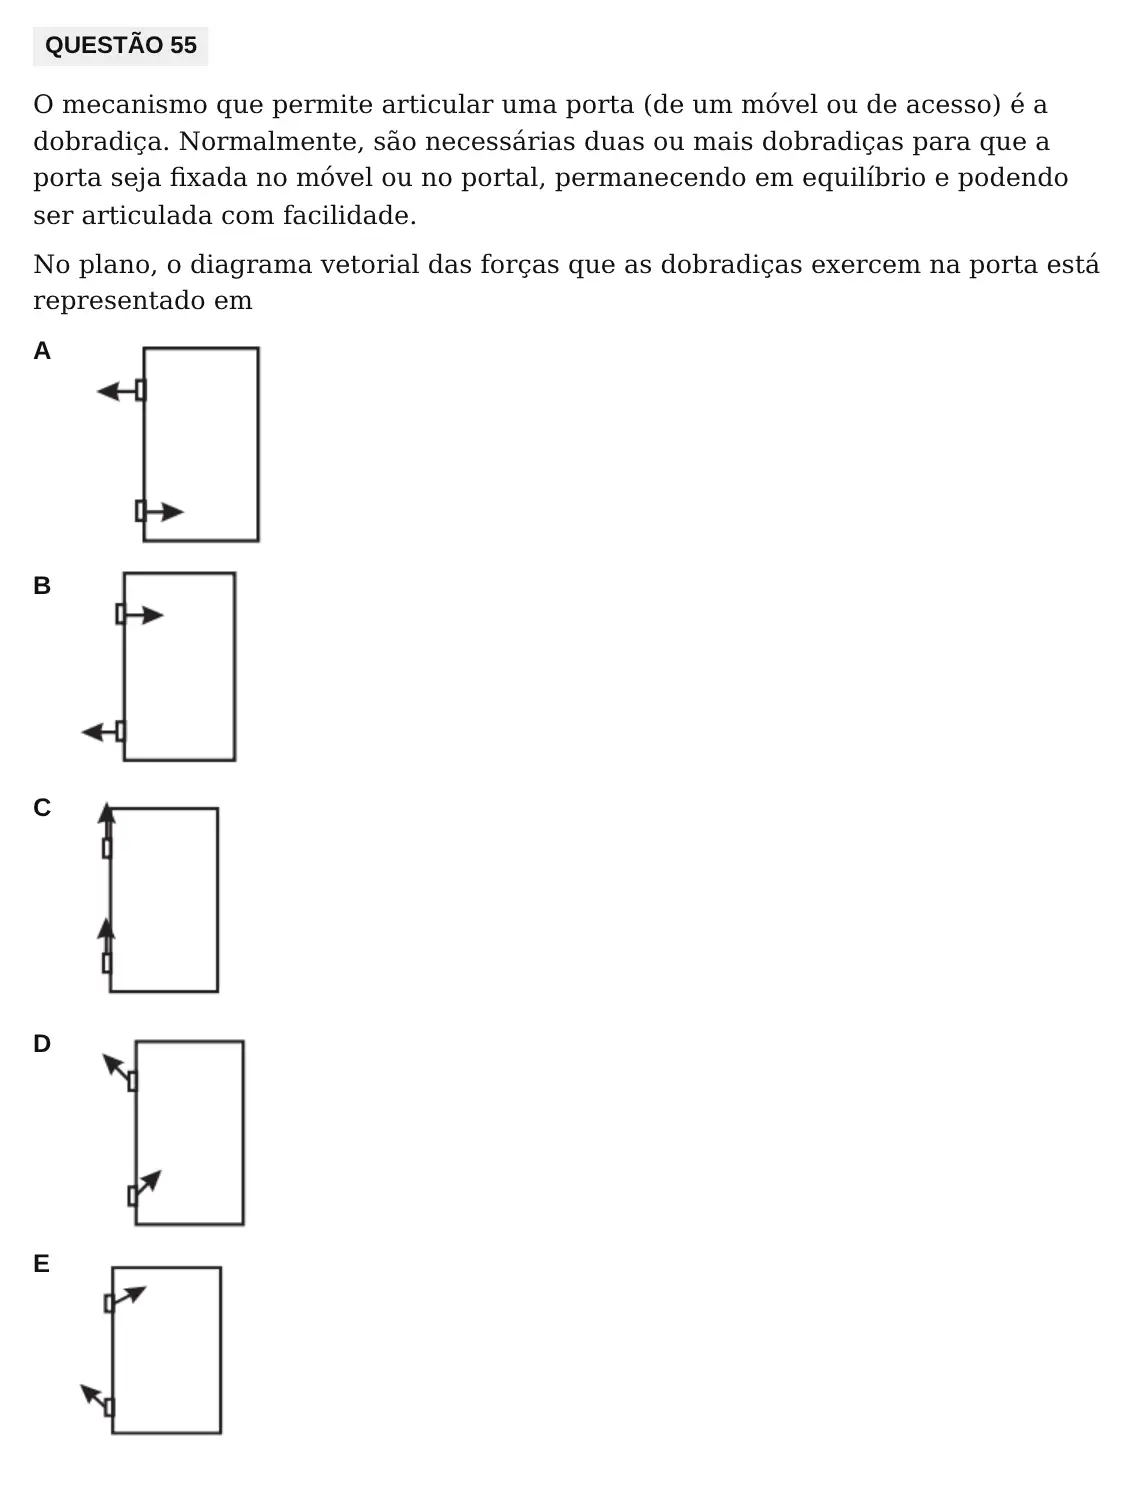 QUESTÃO 55
O mecanismo que permite articular uma porta (de um móvel ou de acesso) é a
dobradiça. Normalmente, são necessárias duas ou mais dobradiças para que a
porta seja fixada no móvel ou no portal, permanecendo em equilíbrio e podendo
ser articulada com facilidade.
No plano, o diagrama vetorial das forças que as dobradiças exercem na porta está
representado em
A
B
C
D
E